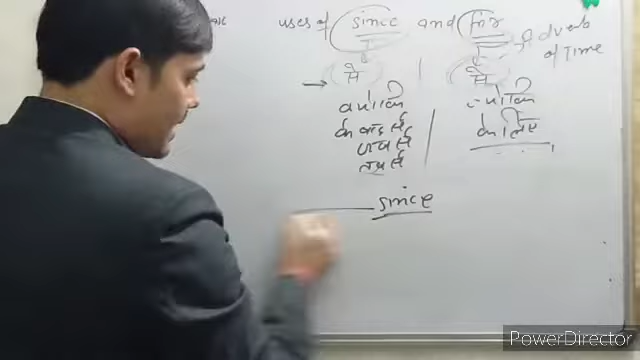 uses of since and for
Adverb
of Time
→ से | से
क्योंकि क्योंकि
के बाद से के लिए
जब से
तब से
since
PowerDirector